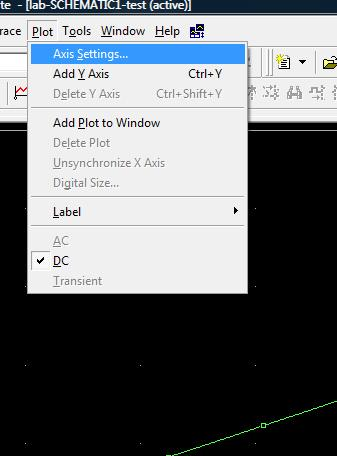 te - [lab-SCHEMATIC1-test (active)]
race Plot Tools Window Help
Axis Settings...
Add Y Axis Ctrl+Y
Delete Y Axis Ctrl+Shift+Y
Add Plot to Window
Delete Plot
Unsynchronize X Axis
Digital Size...
Label
AC
DC
Transient